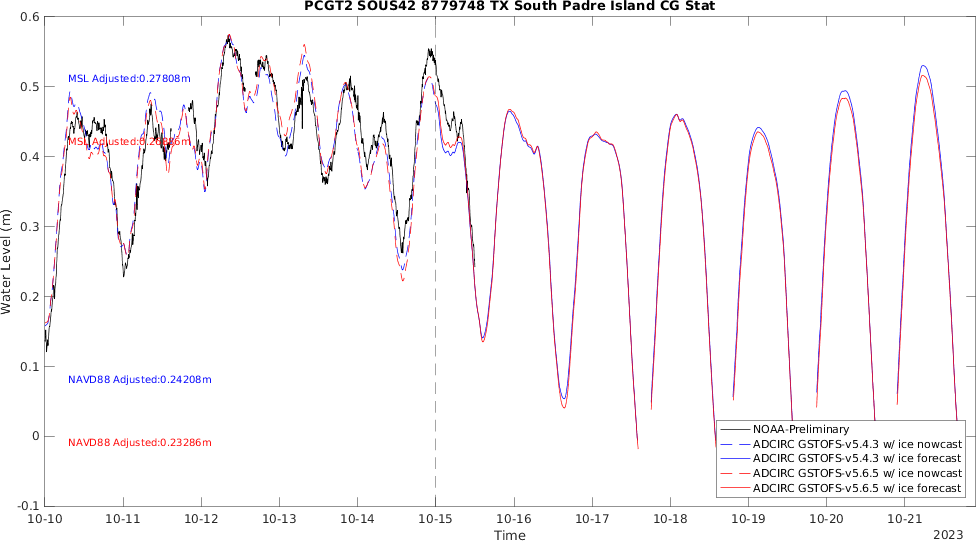 PCGT2 SOUS42 8779748 TX South Padre Island CG Stat
0.6
0.5
0.4
0.3
0.2
0.1
0
-0.1
Water Level (m)
MSL Adjusted:0.27808m
MSL
NAVD88 Adjusted:0.24208m
NAVD88 Adjusted:0.23286m
NOAA-Preliminary
ADCIRC GSTOFS-v5.4.3 w/ ice nowcast
ADCIRC GSTOFS-v5.4.3 w/ ice forecast
ADCIRC GSTOFS-v5.6.5 w/ ice nowcast
ADCIRC GSTOFS-v5.6.5 w/ ice forecast
10-10 10-11 10-12 10-13 10-14 10-15 10-16 10-17 10-18 10-19 10-20 10-21
Time
2023